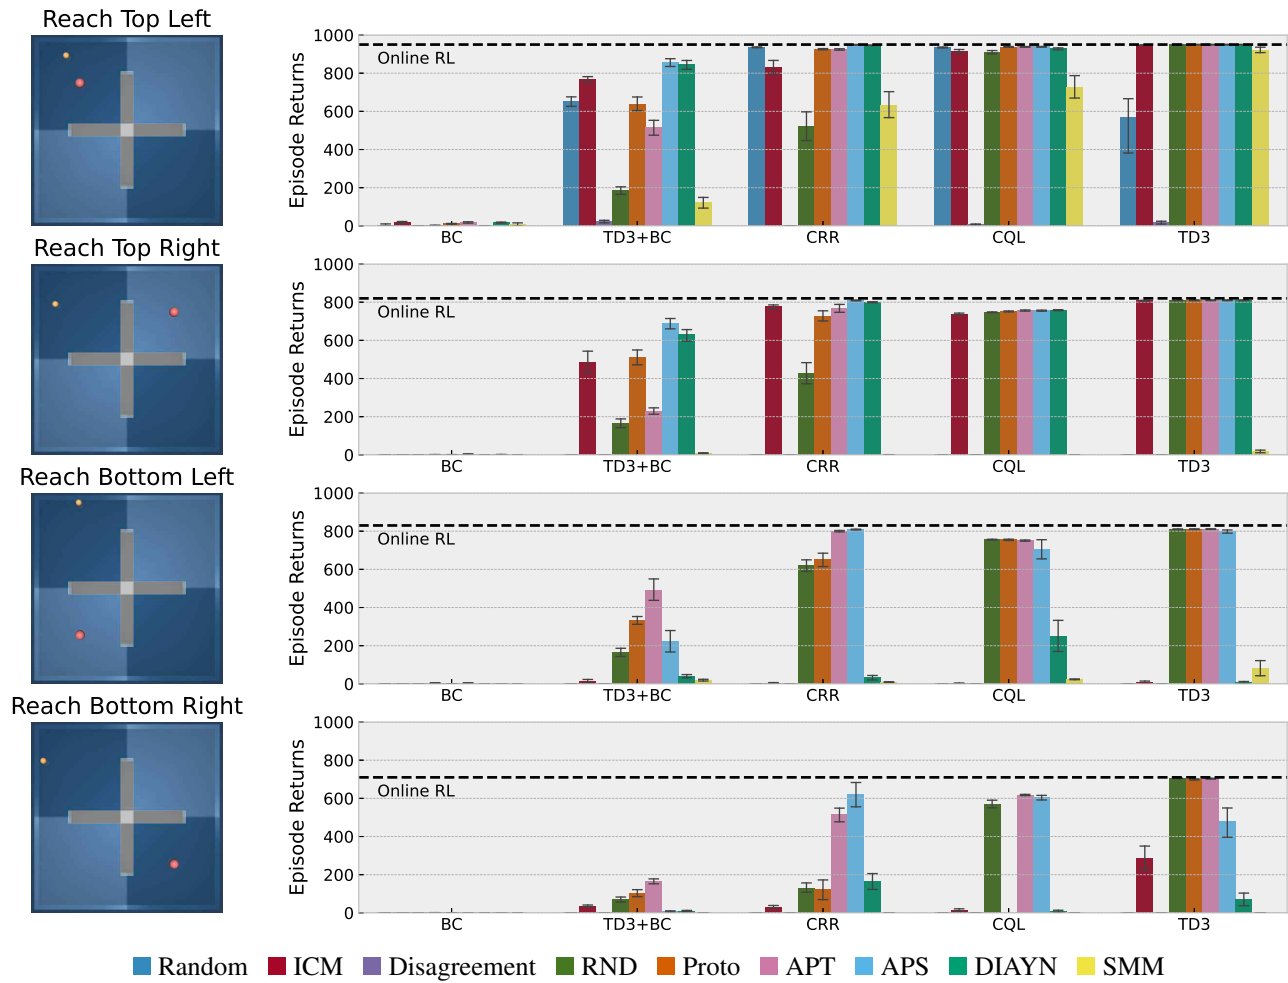 Reach Top Left
Episode Returns
1000
800
600
400
200
0
Online RL
BC TD3+BC CRR CQL TD3
Reach Top Right
Episode Returns
1000
800
600
400
200
0
Online RL
BC TD3+BC CRR CQL TD3
Reach Bottom Left
Episode Returns
1000
800
600
400
200
0
Online RL
BC TD3+BC CRR CQL TD3
Reach Bottom Right
Episode Returns
1000
800
600
400
200
0
Online RL
BC TD3+BC CRR CQL TD3
Random ICM Disagreement RND Proto APT APS DIAYN SMM